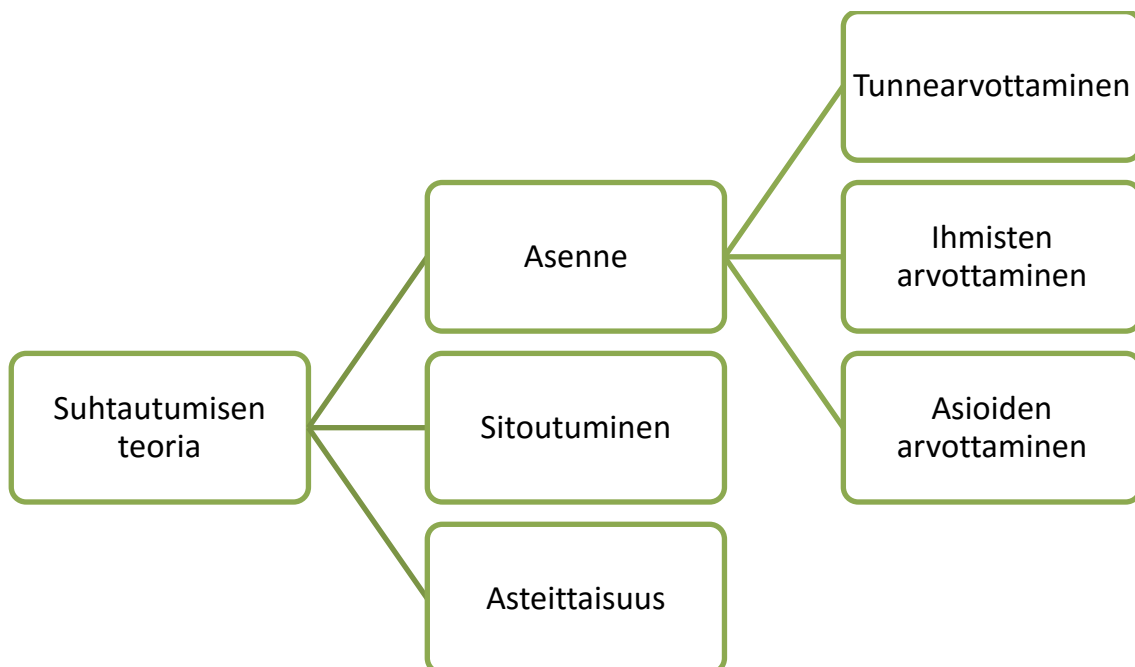 Suhtautumisen
teoria
Asenne
Sitoutuminen
Asteittaisuus
Tunnearvottaminen
Ihmisten
arvottaminen
Asioiden
arvottaminen